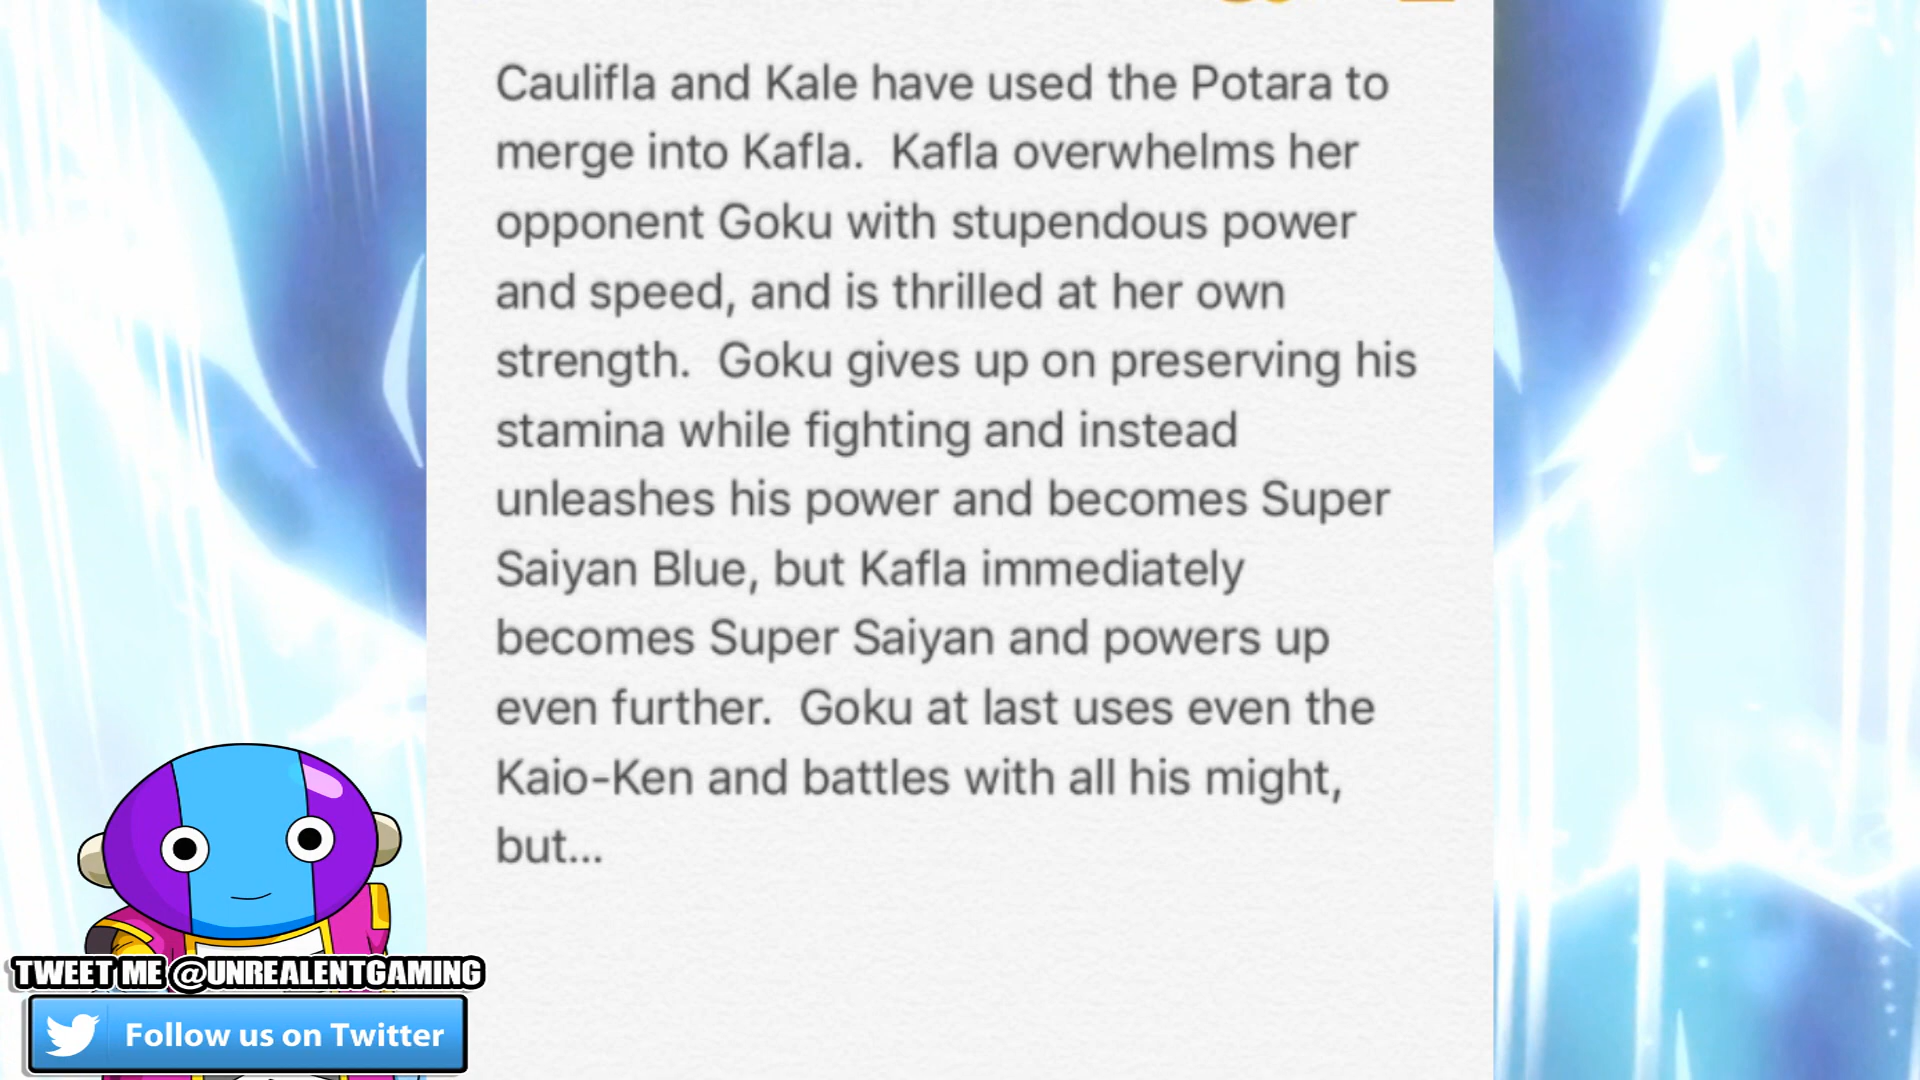 Caulifla and Kale have used the Potara to
merge into Kafla.  Kafla overwhelms her
opponent Goku with stupendous power
and speed, and is thrilled at her own
strength.  Goku gives up on preserving his
stamina while fighting and instead
unleashes his power and becomes Super
Saiyan Blue, but Kafla immediately
becomes Super Saiyan and powers up
even further.  Goku at last uses even the
Kaio-Ken and battles with all his might,
but...
TWEET ME @UNREALENTGAMING
Follow us on Twitter